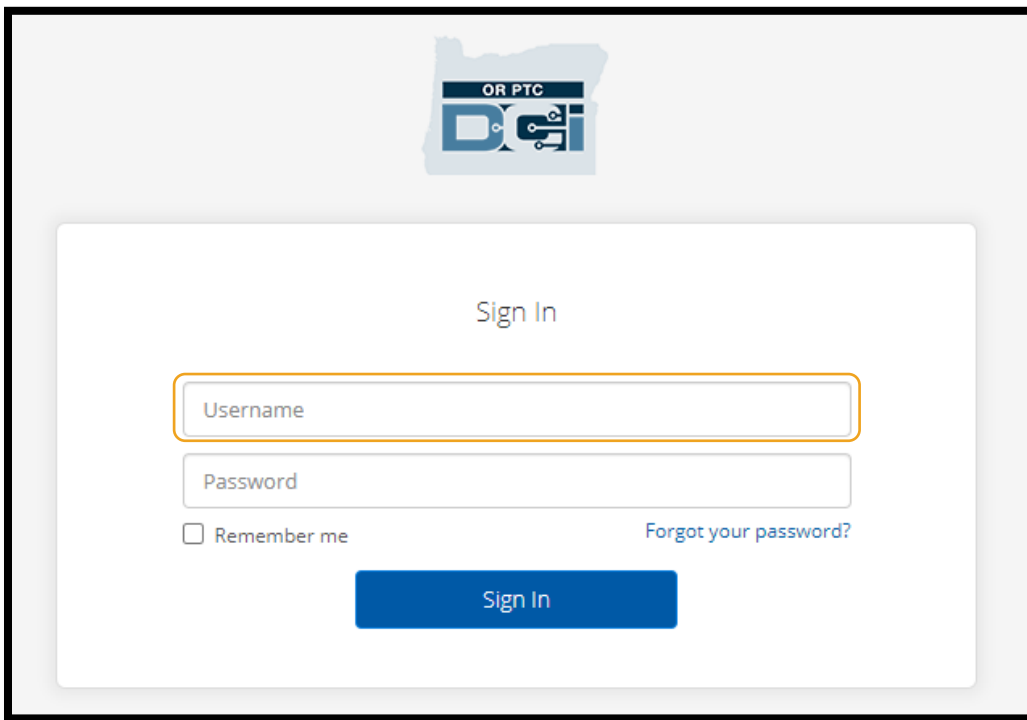 OR PTC
DCi
Sign In
Username
Password
Remember me
Forgot your password?
Sign In